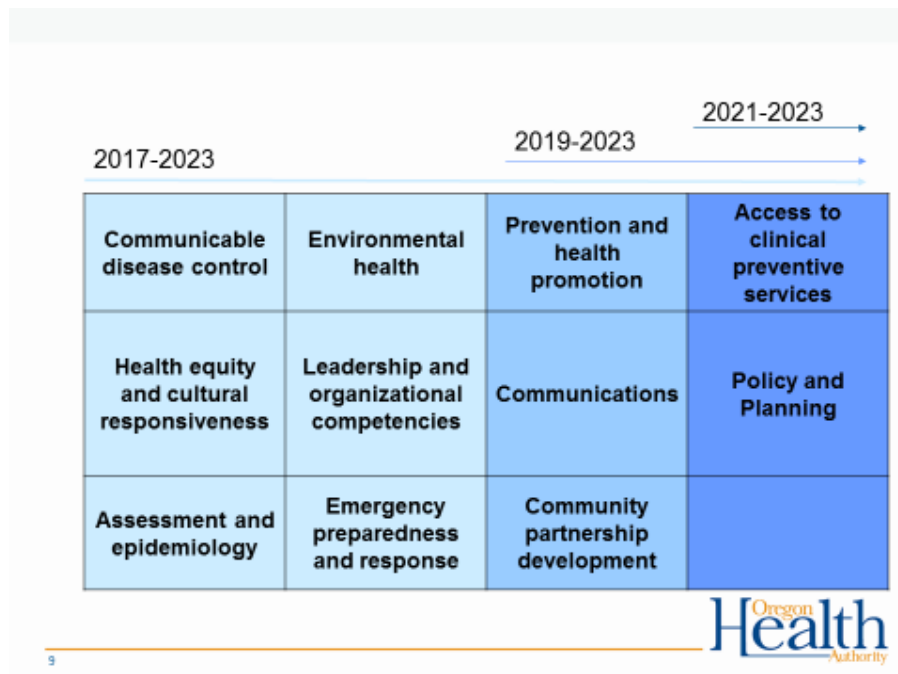 2021-2023
2019-2023
2017-2023
Communicable
disease control
Environmental
health
Prevention and
health
promotion
Access to
clinical
preventive
services
Health equity
and cultural
responsiveness
Leadership and
organizational
competencies
Communications
Policy and
Planning
Assessment and
epidemiology
Emergency
preparedness
and response
Community
partnership
development
Oregon
Health
Authority
9